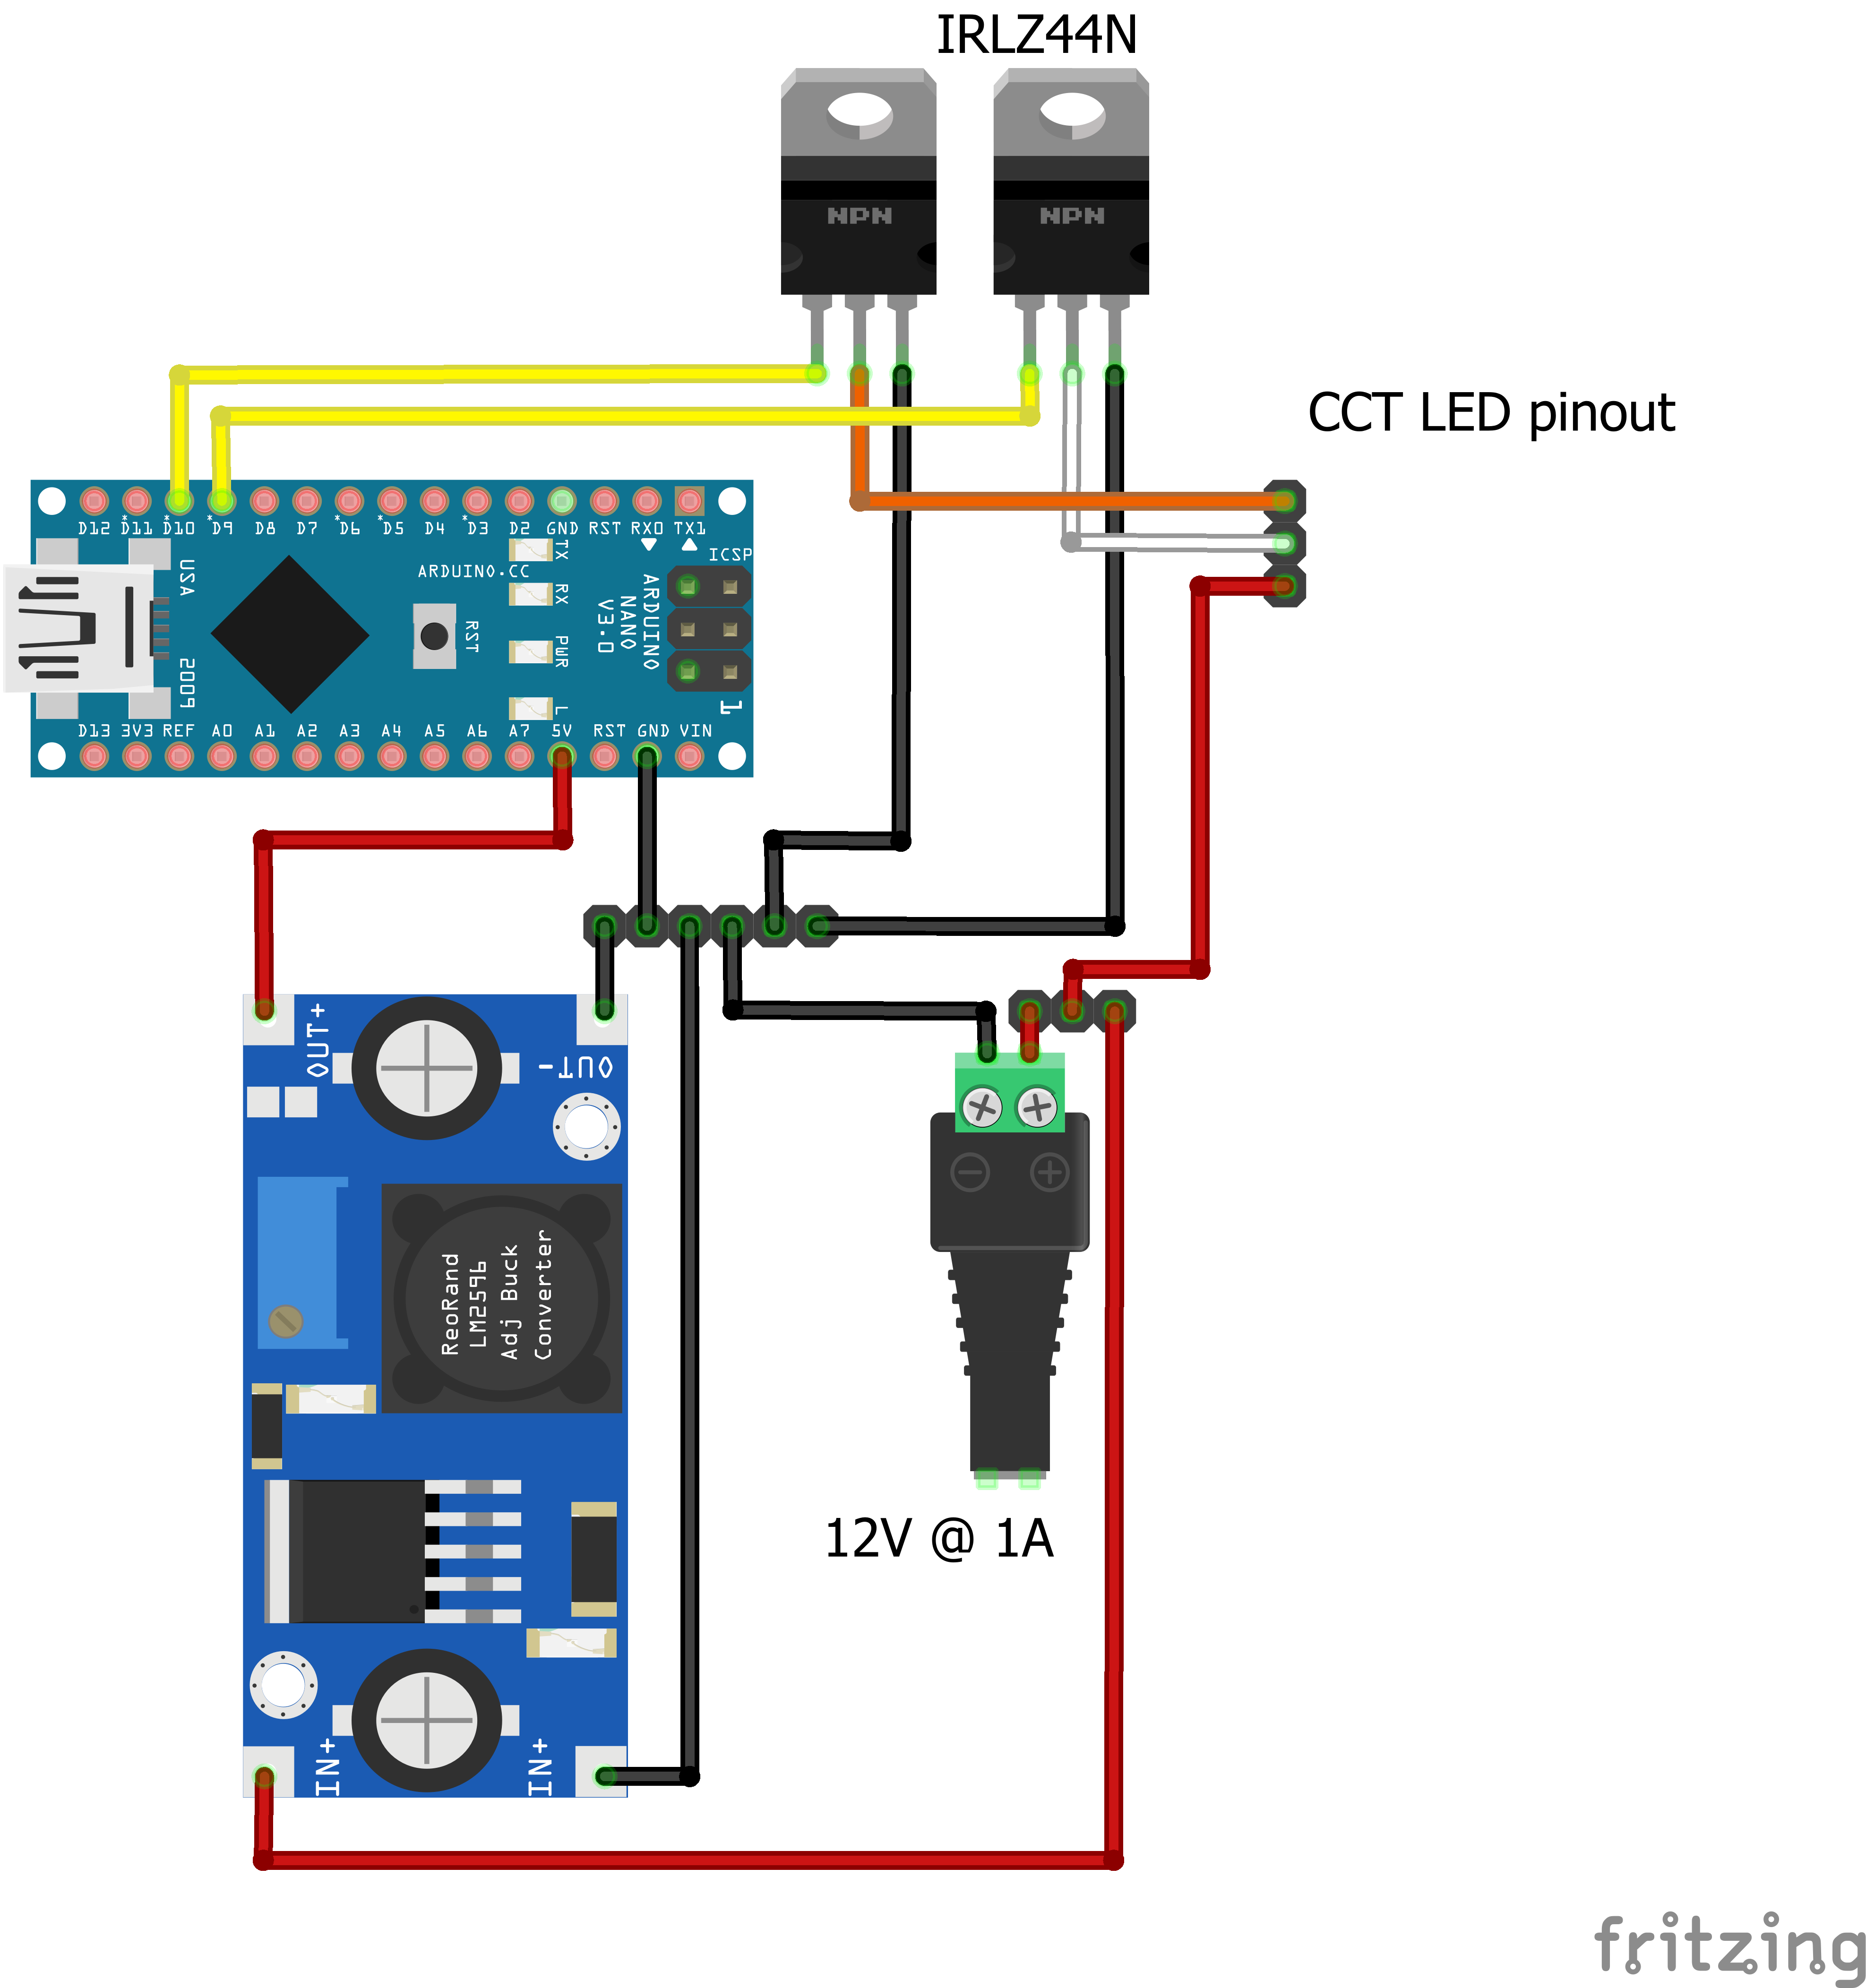 IRLZ44N
NPN
NPN
CCT LED pinout
D12
*D11
*D10
*D9
D8
D7
*D6
*D5
D4
*D3
D2
GND
RST
RX0
TX1
ICSP
TX
RX
PWR
L
USA
2009
ARDUINO.CC
RST
ARDUINO
NANO
V3.0
1
D13
3V3
REF
A0
A1
A2
A3
A4
A5
A6
A7
5V
RST
GND
VIN
OUT+
OUT-
ReoRand
LM2596
Adj Buck
Converter
IN+
IN+
12V @ 1A
fritzing